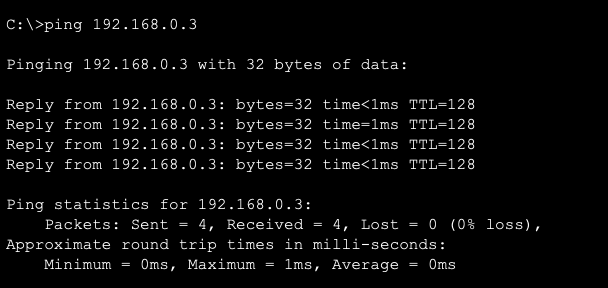 C:\>ping 192.168.0.3
Pinging 192.168.0.3 with 32 bytes of data:
Reply from 192.168.0.3: bytes=32 time<1ms TTL=128
Reply from 192.168.0.3: bytes=32 time=1ms TTL=128
Reply from 192.168.0.3: bytes=32 time<1ms TTL=128
Reply from 192.168.0.3: bytes=32 time<1ms TTL=128
Ping statistics for 192.168.0.3:
    Packets: Sent = 4, Received = 4, Lost = 0 (0% loss),
Approximate round trip times in milli-seconds:
    Minimum = 0ms, Maximum = 1ms, Average = 0ms